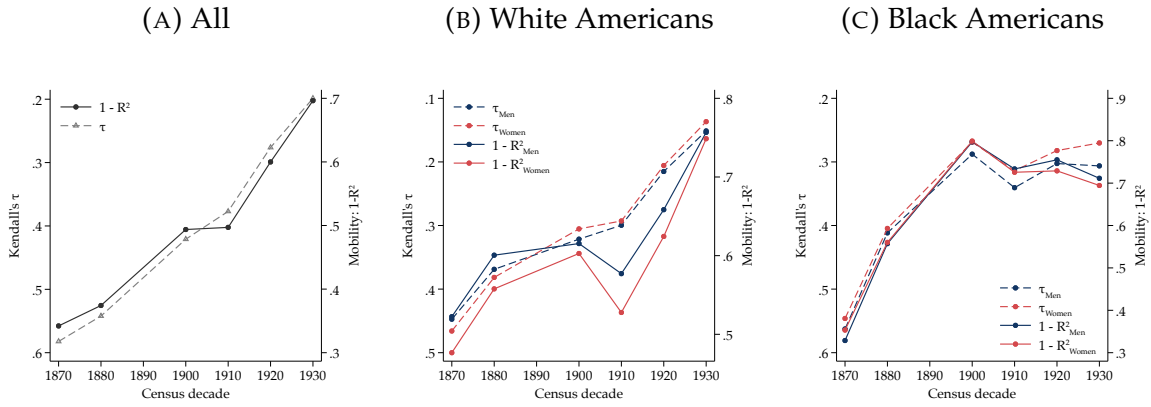 (A) All
(B) White Americans
(C) Black Americans
.2
.3
.4
.5
.6
Kendall's τ
1 - R²
τ
.7
.6
.5
.4
.3
Mobility: 1-R²
1870 1880 1890 1900 1910 1920 1930
Census decade
.1
.2
.3
.4
.5
Kendall's τ
τMen
τWomen
1 - R²Men
1 - R²Women
.8
.7
.6
.5
Mobility: 1-R²
1870 1880 1890 1900 1910 1920 1930
Census decade
.2
.3
.4
.5
.6
Kendall's τ
τMen
τWomen
1 - R²Men
1 - R²Women
.9
.8
.7
.6
.5
.4
.3
Mobility: 1-R²
1870 1880 1890 1900 1910 1920 1930
Census decade